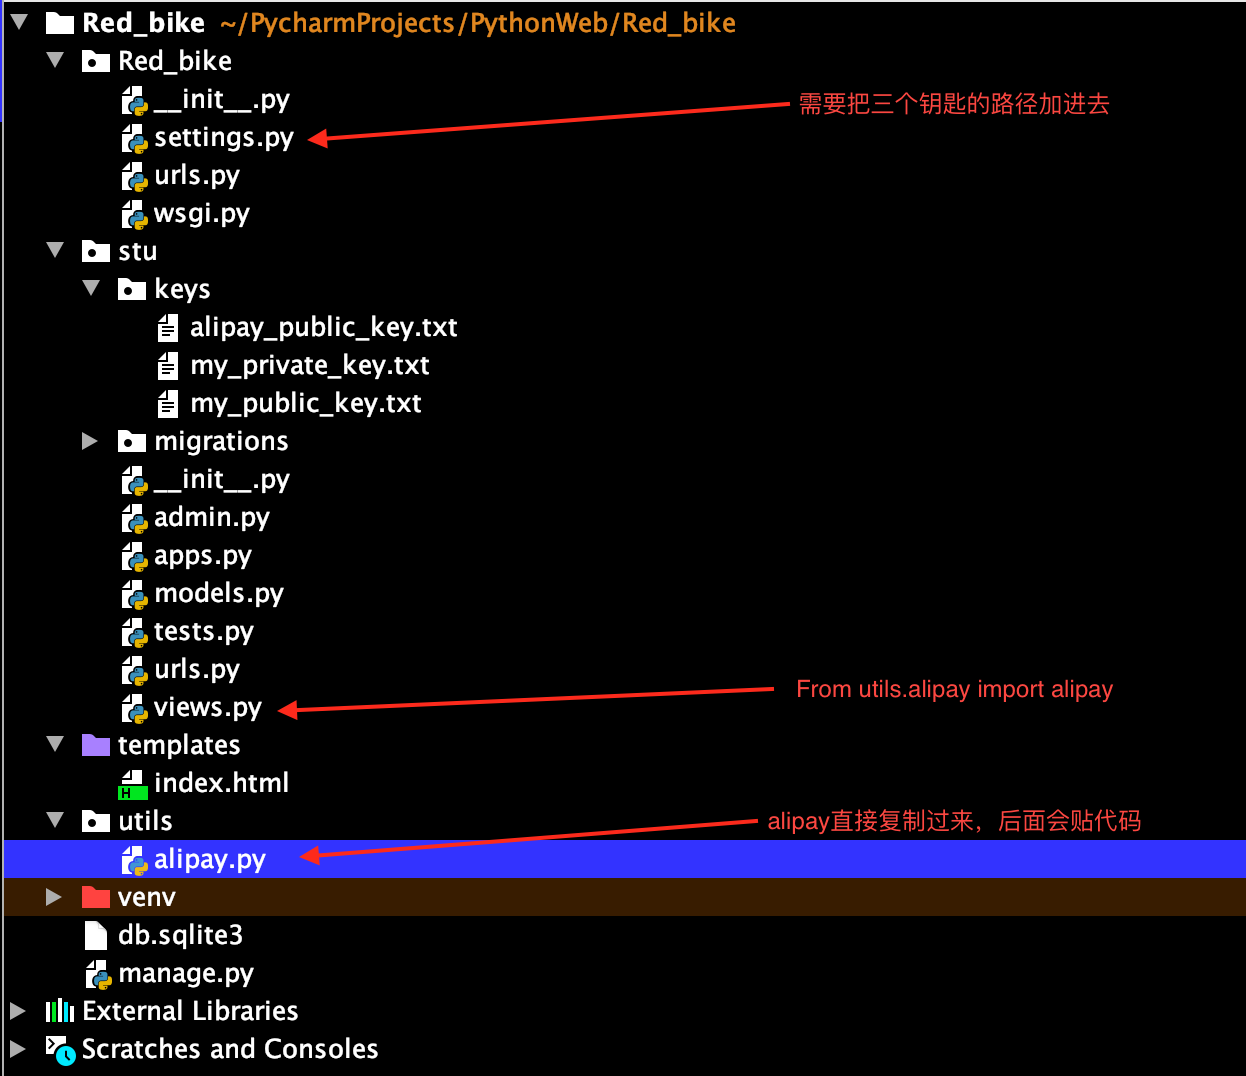 Red_bike ~/PycharmProjects/PythonWeb/Red_bike
Red_bike
__init__.py
需要把三个钥匙的路径加进去
settings.py
urls.py
wsgi.py
stu
keys
alipay_public_key.txt
my_private_key.txt
my_public_key.txt
migrations
__init__.py
admin.py
apps.py
models.py
tests.py
urls.py
From utils.alipay import alipay
views.py
templates
index.html
utils
alipay直接复制过来，后面会贴代码
alipay.py
venv
db.sqlite3
manage.py
External Libraries
Scratches and Consoles